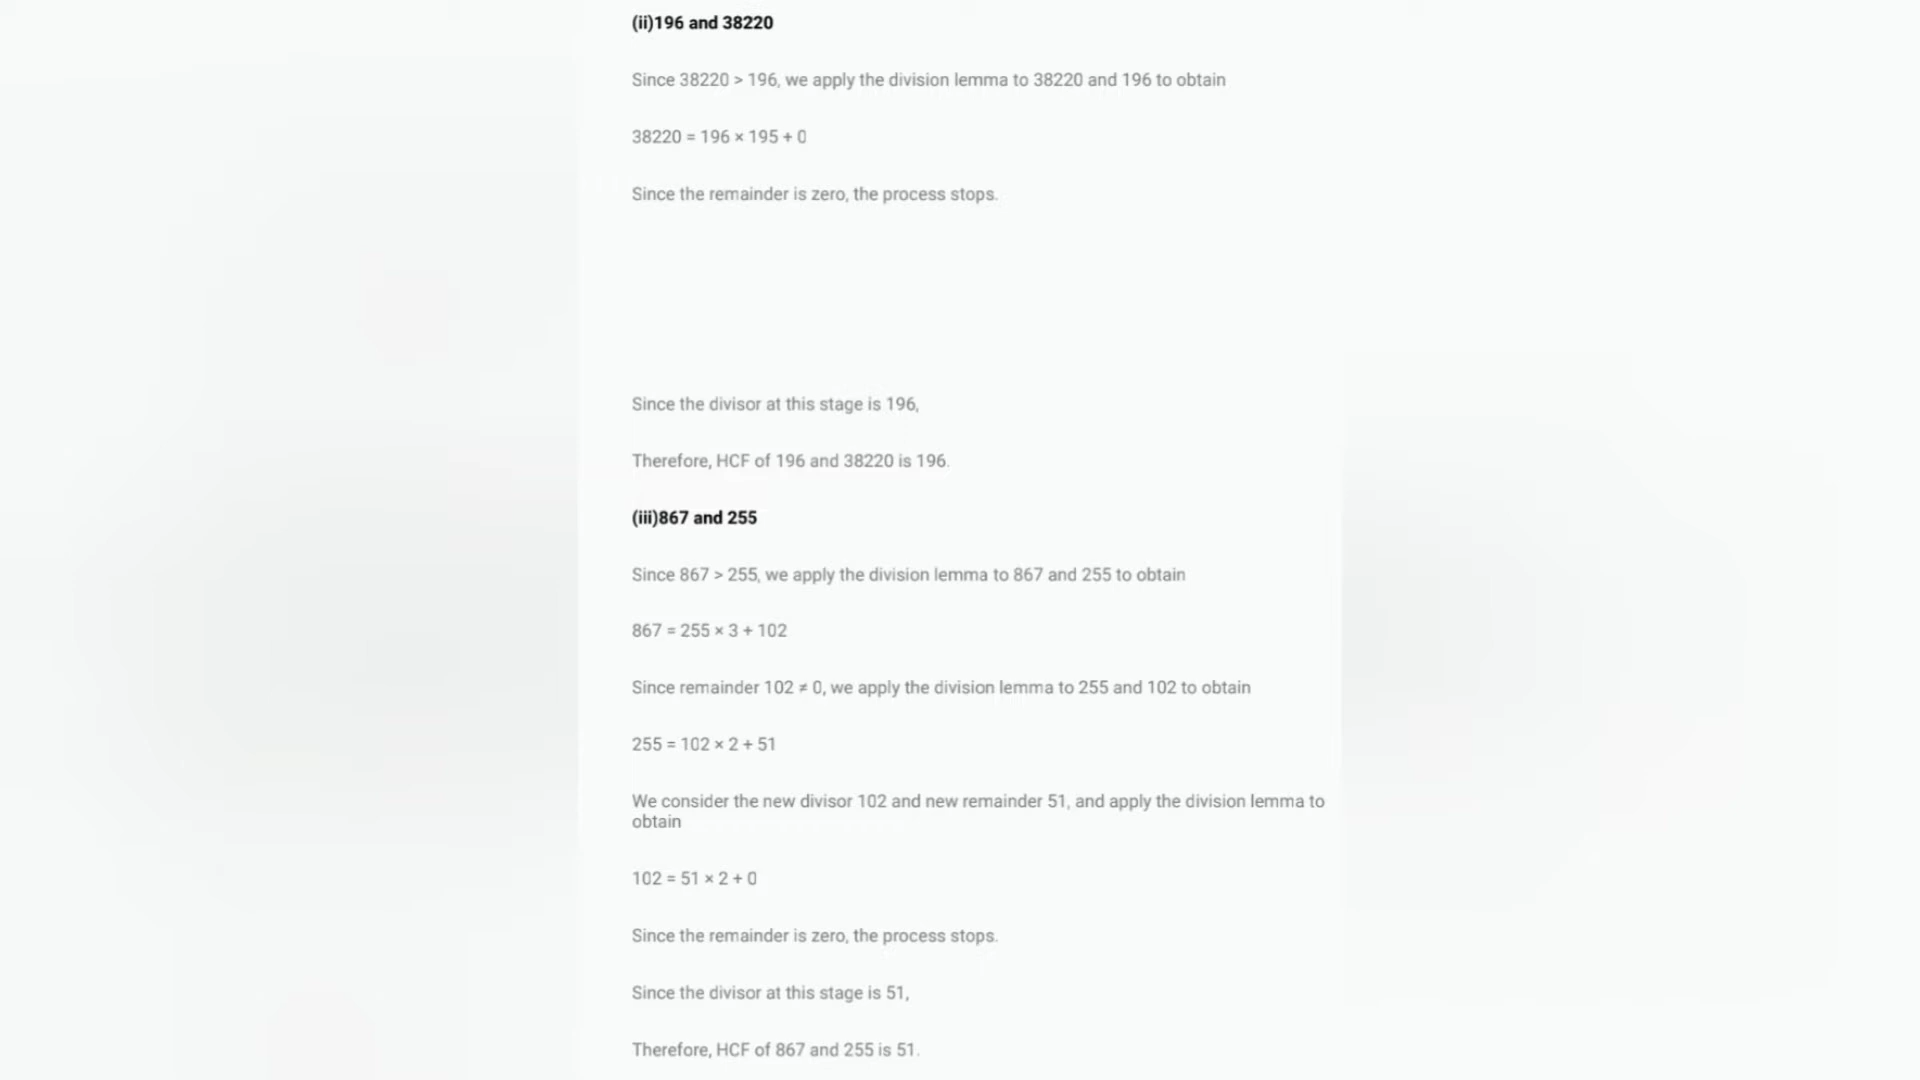 (ii)196 and 38220
Since 38220 > 196, we apply the division lemma to 38220 and 196 to obtain
38220 = 196 × 195 + 0
Since the remainder is zero, the process stops.
Since the divisor at this stage is 196,
Therefore, HCF of 196 and 38220 is 196.
(iii)867 and 255
Since 867 > 255, we apply the division lemma to 867 and 255 to obtain
867 = 255 × 3 + 102
Since remainder 102 ≠ 0, we apply the division lemma to 255 and 102 to obtain
255 = 102 × 2 + 51
We consider the new divisor 102 and new remainder 51, and apply the division lemma to
obtain
102 = 51 × 2 + 0
Since the remainder is zero, the process stops.
Since the divisor at this stage is 51,
Therefore, HCF of 867 and 255 is 51.